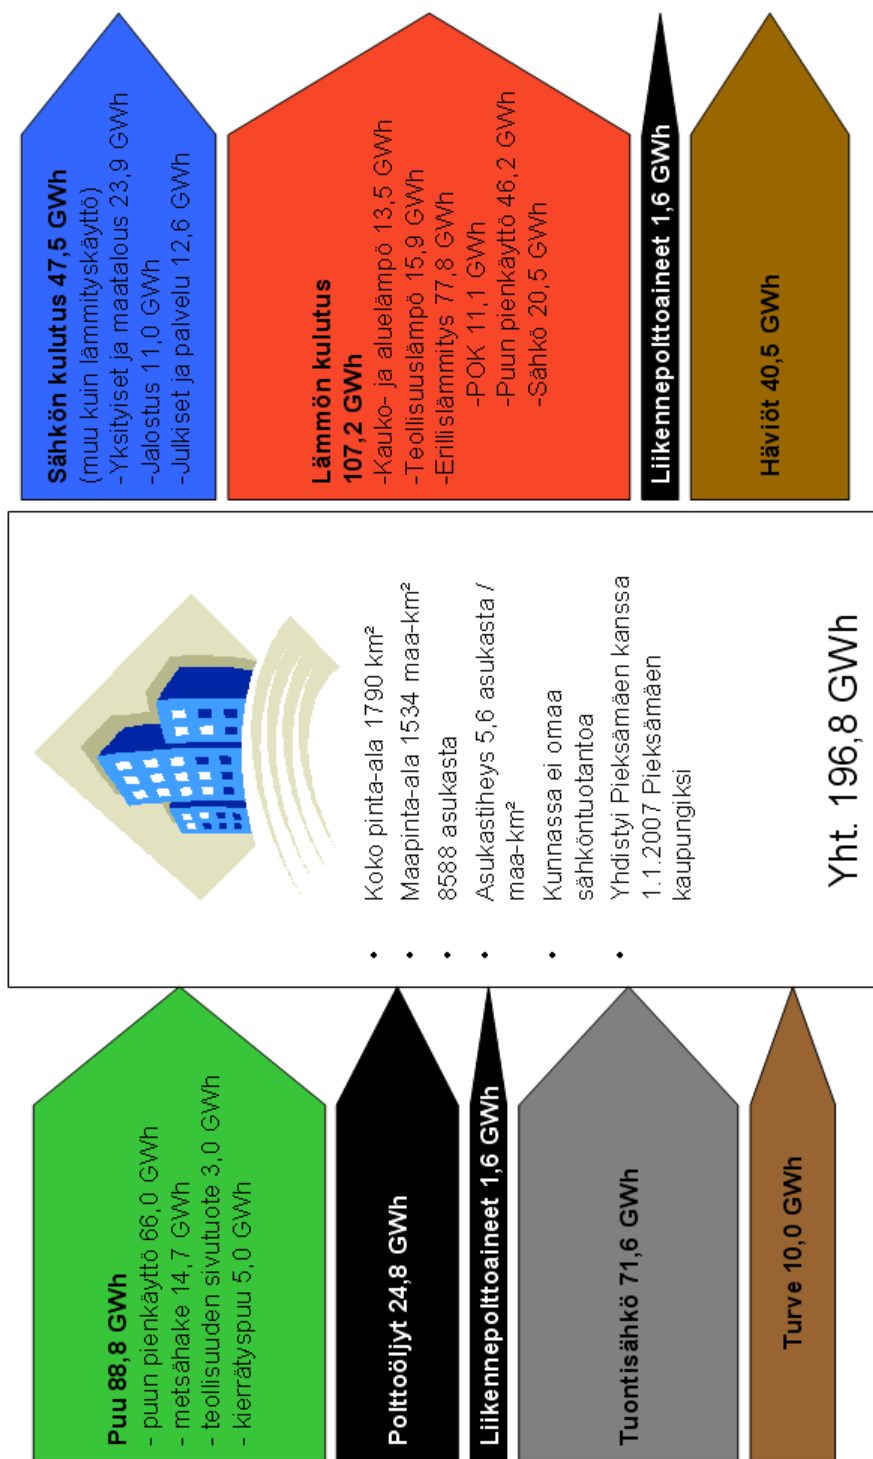 Puu 88,8 GWh
- puun pienkäyttö 66,0 GWh
- metsähake 14,7 GWh
- teollisuuden sivutuote 3,0 GWh
- kierrätyspuu 5,0 GWh
Polttoöljyt 24,8 GWh
Liikennepolttoaineet 1,6 GWh
Tuontisähkö 71,6 GWh
Turve 10,0 GWh
• Koko pinta-ala 1790 km²
• Maapinta-ala 1534 maa-km²
• 8588 asukasta
• Asukastiheys 5,6 asukasta /
maa-km²
• Kunnassa ei omaa
sähköntuotantoa
• Yhdistyi Pieksämäen kanssa
1.1.2007 Pieksämäen
kaupungiksi
Yht. 196,8 GWh
Sähkön kulutus 47,5 GWh
(muu kuin lämmityskäyttö)
-Yksityiset ja maatalous 23,9 GWh
-Jalostus 11,0 GWh
-Julkiset ja palvelu 12,6 GWh
Lämmön kulutus
107,2 GWh
-Kauko- ja aluelämpö 13,5 GWh
-Teollisuuslämpö 15,9 GWh
-Erillislämmitys 77,8 GWh
-POK 11,1 GWh
-Puun pienkäyttö 46,2 GWh
-Sähkö 20,5 GWh
Liikennepolttoaineet 1,6 GWh
Häviöt 40,5 GWh